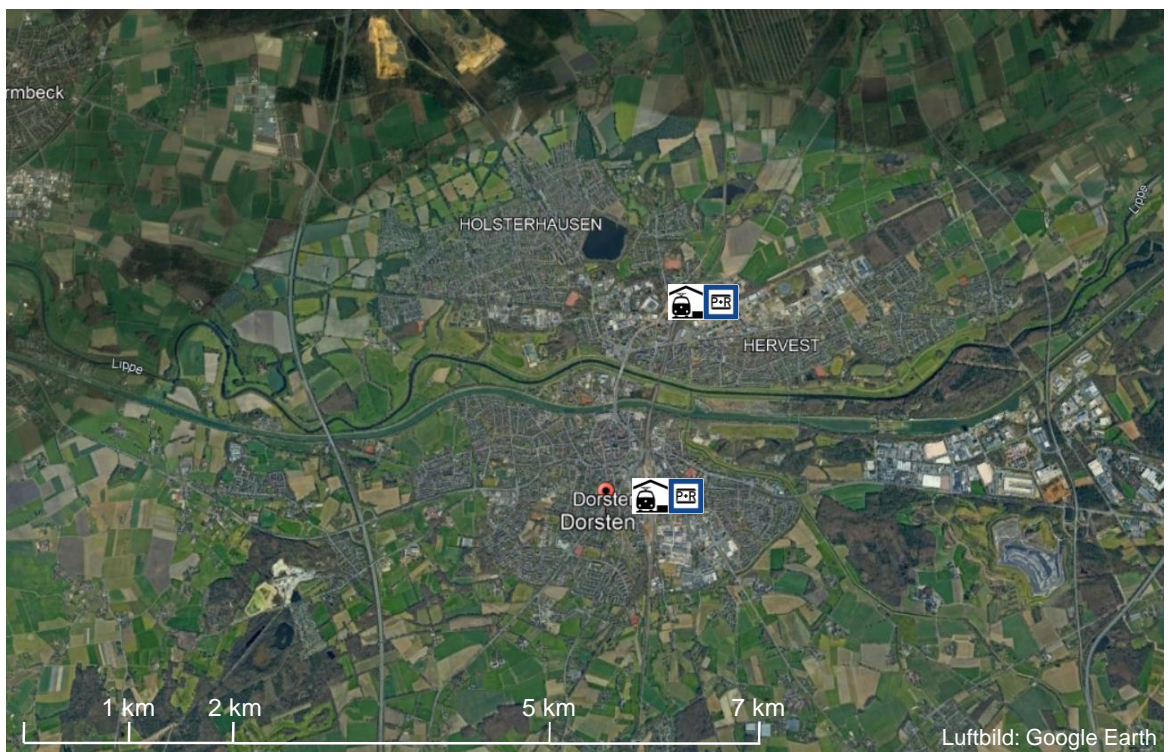 rmbeck
Lippe
HOLSTERHAUSEN
P+R
HERVEST
Lippe
Dorsten
P+R
Dorsten
1 km 2 km 5 km 7 km
Luftbild: Google Earth